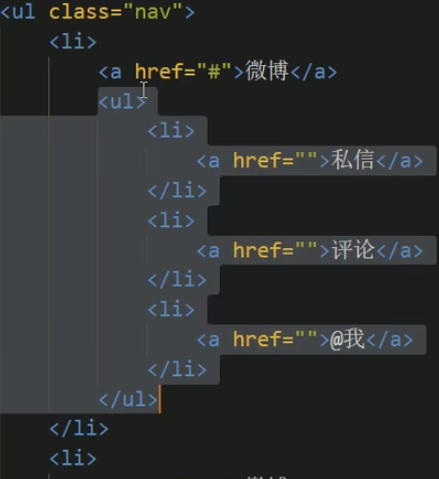 <ul class="nav">
<li>
<a href="#">微博</a>
<ul>
<li>
<a href="">私信</a>
</li>
<li>
<a href="">评论</a>
</li>
<li>
<a href="">@我</a>
</li>
</ul>
</li>
<li>